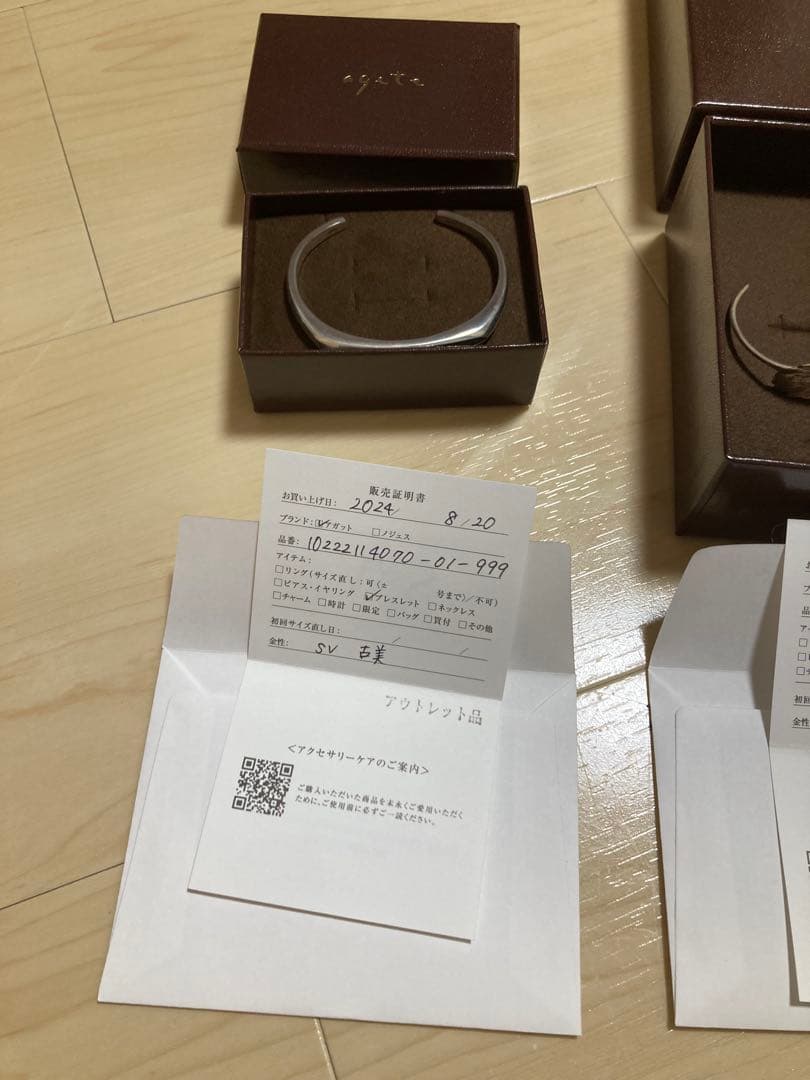 agete
販売証明書
お買い上げ日: 2024/ 8/20
ブランド: ☑アガット □ノジェス
品番: 10222114070-01-999
アイテム:
□リング(サイズ直し:可(± 号まで)/不可)
□ピアス・イヤリング ☑ブレスレット □ネックレス
□チャーム □時計 □限定 □バッグ □買付 □その他
初回サイズ直し日: / /
金性: SV 古美
アウトレット品
<アクセサリーケアのご案内>
ご購入いただいた商品を末永くご愛用いただく
ために、ご使用前に必ずご一読ください。
初回
金性